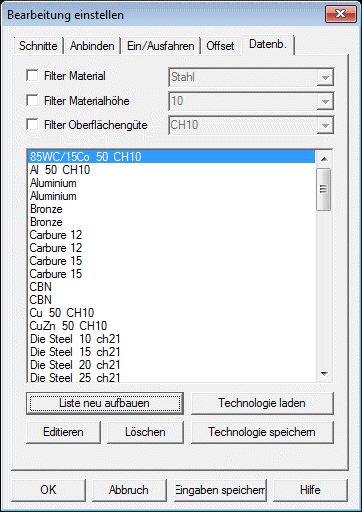 Bearbeitung einstellen
Schnitte Anbinden Ein/Ausfahren Offset Datenb.
Filter Material Stahl
Filter Materialhöhe 10
Filter Oberflächengüte CH10
85WC/15Co 50 CH10
Al 50 CH10
Aluminium
Aluminium
Bronze
Bronze
Carbure 12
Carbure 12
Carbure 15
Carbure 15
CBN
CBN
Cu 50 CH10
CuZn 50 CH10
Die Steel 10 ch21
Die Steel 15 ch21
Die Steel 20 ch21
Die Steel 25 ch21
Liste neu aufbauen Technologie laden
Editieren Löschen Technologie speichern
OK Abbruch Eingaben speichern Hilfe